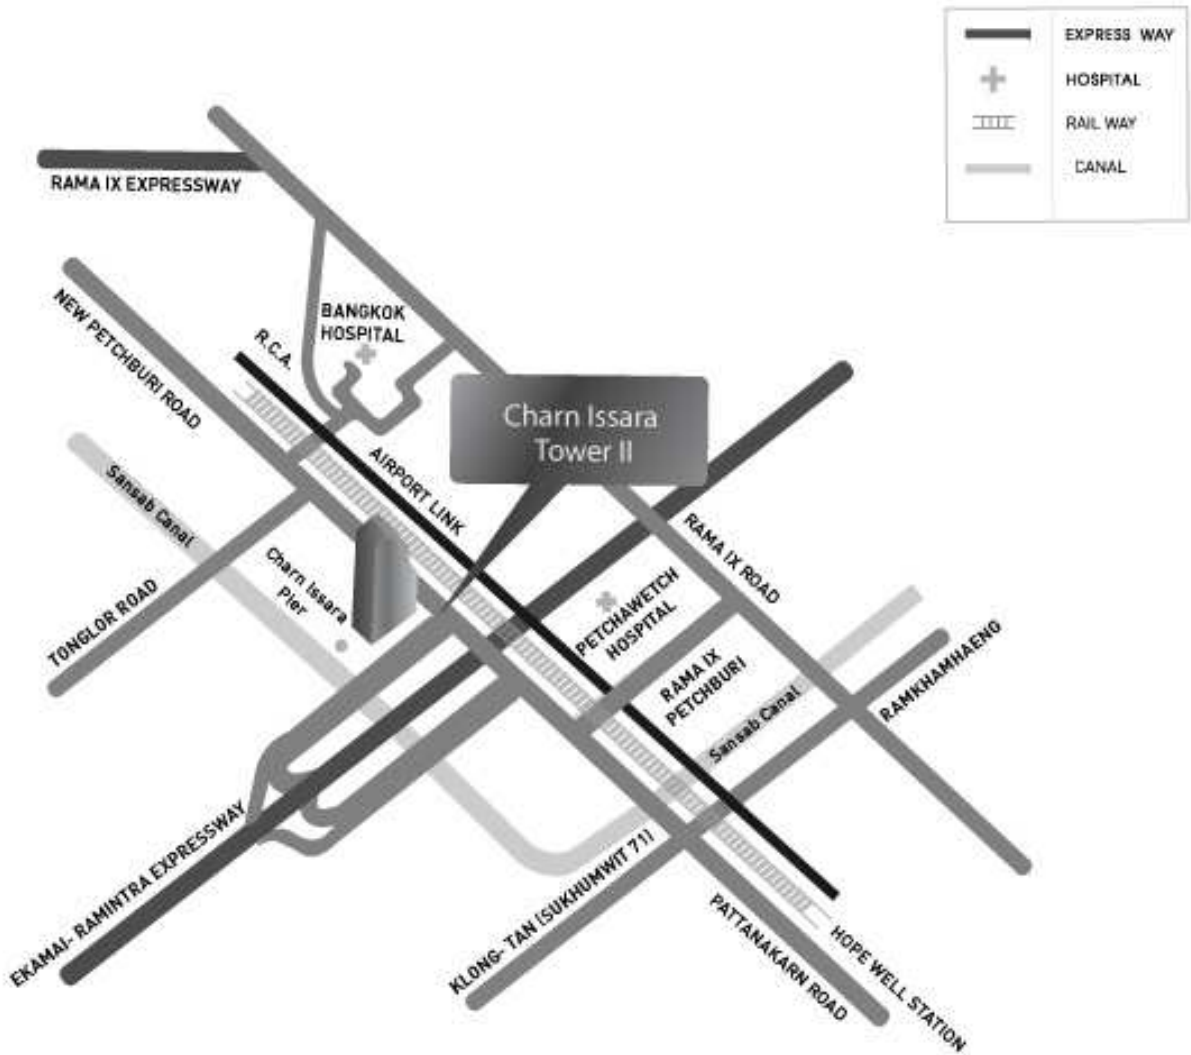 EXPRESS WAY
HOSPITAL
RAIL WAY
CANAL
RAMA IX EXPRESSWAY
NEW PETCHBURI ROAD
R.C.A.
BANGKOK
HOSPITAL
Charn Issara
Tower II
AIRPORT LINK
Sansab Canal
Charn Issara
Pier
TONGLOR ROAD
RAMA IX ROAD
PETCHAWETCH
HOSPITAL
RAMA IX
PETCHBURI
Sansab Canal
RAMKHAMHAENG
EKAMAI- RAMINTRA EXPRESSWAY
KLONG- TAN (SUKHUMWIT 71)
PATTANAKARN ROAD
HOPE WELL STATION